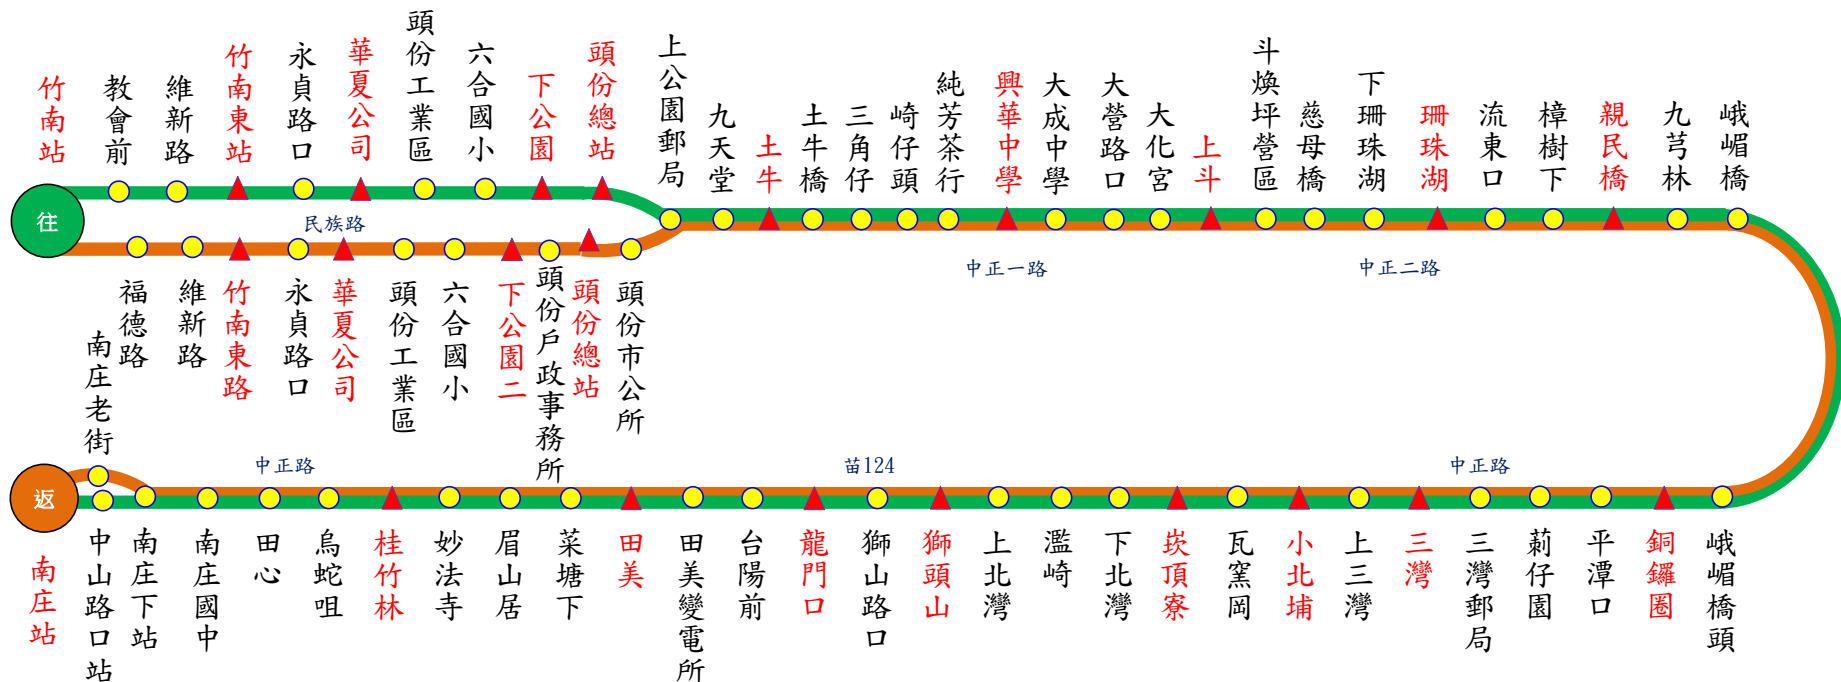 竹南站
教會前
維新路
竹南東站
永貞路口
華夏公司
頭份工業區
六合國小
下公園
頭份總站
上公園郵局
九天堂
土牛
土牛橋
三角仔
崎仔頭
純芳茶行
興華中學
大成中學
大營路口
大化宮
上斗
斗煥坪營區
慈母橋
下珊珠湖
珊珠湖
流東口
樟樹下
親民橋
九芎林
峨嵋橋
往
民族路
中正一路
中正二路
福德路
維新路
竹南東路
永貞路口
華夏公司
頭份工業區
六合國小
下公園二
頭份戶政事務所
頭份總站
頭份市公所
南庄老街
中正路
苗124
中正路
返
南庄站
中山路口站
南庄下站
南庄國中
田心
烏蛇咀
桂竹林
妙法寺
眉山居
菜塘下
田美
田美變電所
台陽前
龍門口
獅山路口
獅頭山
上北灣
濫崎
下北灣
崁頂寮
瓦窯岡
小北埔
上三灣
三灣
三灣郵局
莿仔園
平潭口
銅鑼圈
峨嵋橋頭